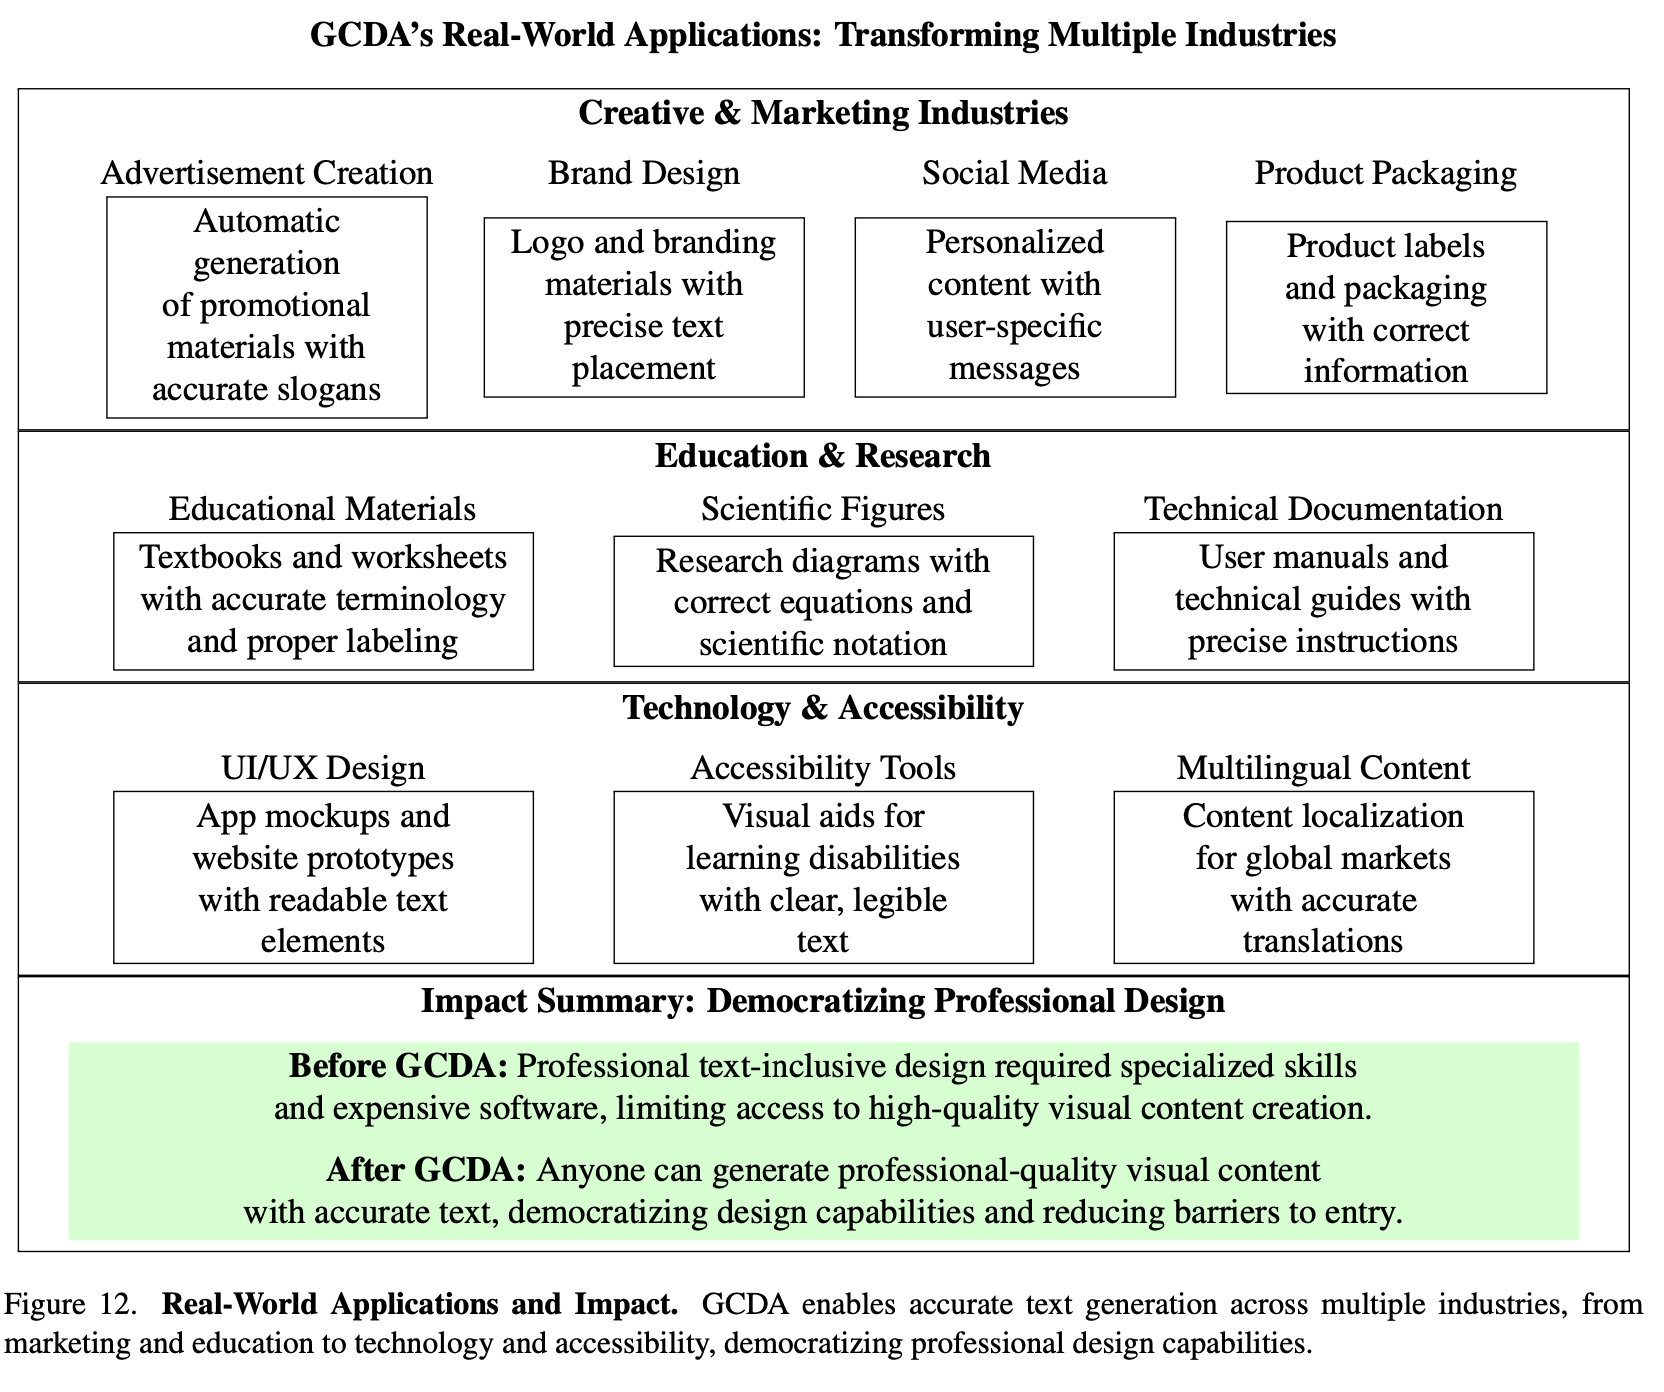 GCDA's Real-World Applications: Transforming Multiple Industries
Creative & Marketing Industries
Advertisement Creation
Automatic
generation
of promotional
materials with
accurate slogans
Brand Design
Logo and branding
materials with
precise text
placement
Social Media
Personalized
content with
user-specific
messages
Product Packaging
Product labels
and packaging
with correct
information
Education & Research
Educational Materials
Textbooks and worksheets
with accurate terminology
and proper labeling
Scientific Figures
Research diagrams with
correct equations and
scientific notation
Technical Documentation
User manuals and
technical guides with
precise instructions
Technology & Accessibility
UI/UX Design
App mockups and
website prototypes
with readable text
elements
Accessibility Tools
Visual aids for
learning disabilities
with clear, legible
text
Multilingual Content
Content localization
for global markets
with accurate
translations
Impact Summary: Democratizing Professional Design
Before GCDA: Professional text-inclusive design required specialized skills
and expensive software, limiting access to high-quality visual content creation.
After GCDA: Anyone can generate professional-quality visual content
with accurate text, democratizing design capabilities and reducing barriers to entry.
Figure 12. Real-World Applications and Impact. GCDA enables accurate text generation across multiple industries, from
marketing and education to technology and accessibility, democratizing professional design capabilities.